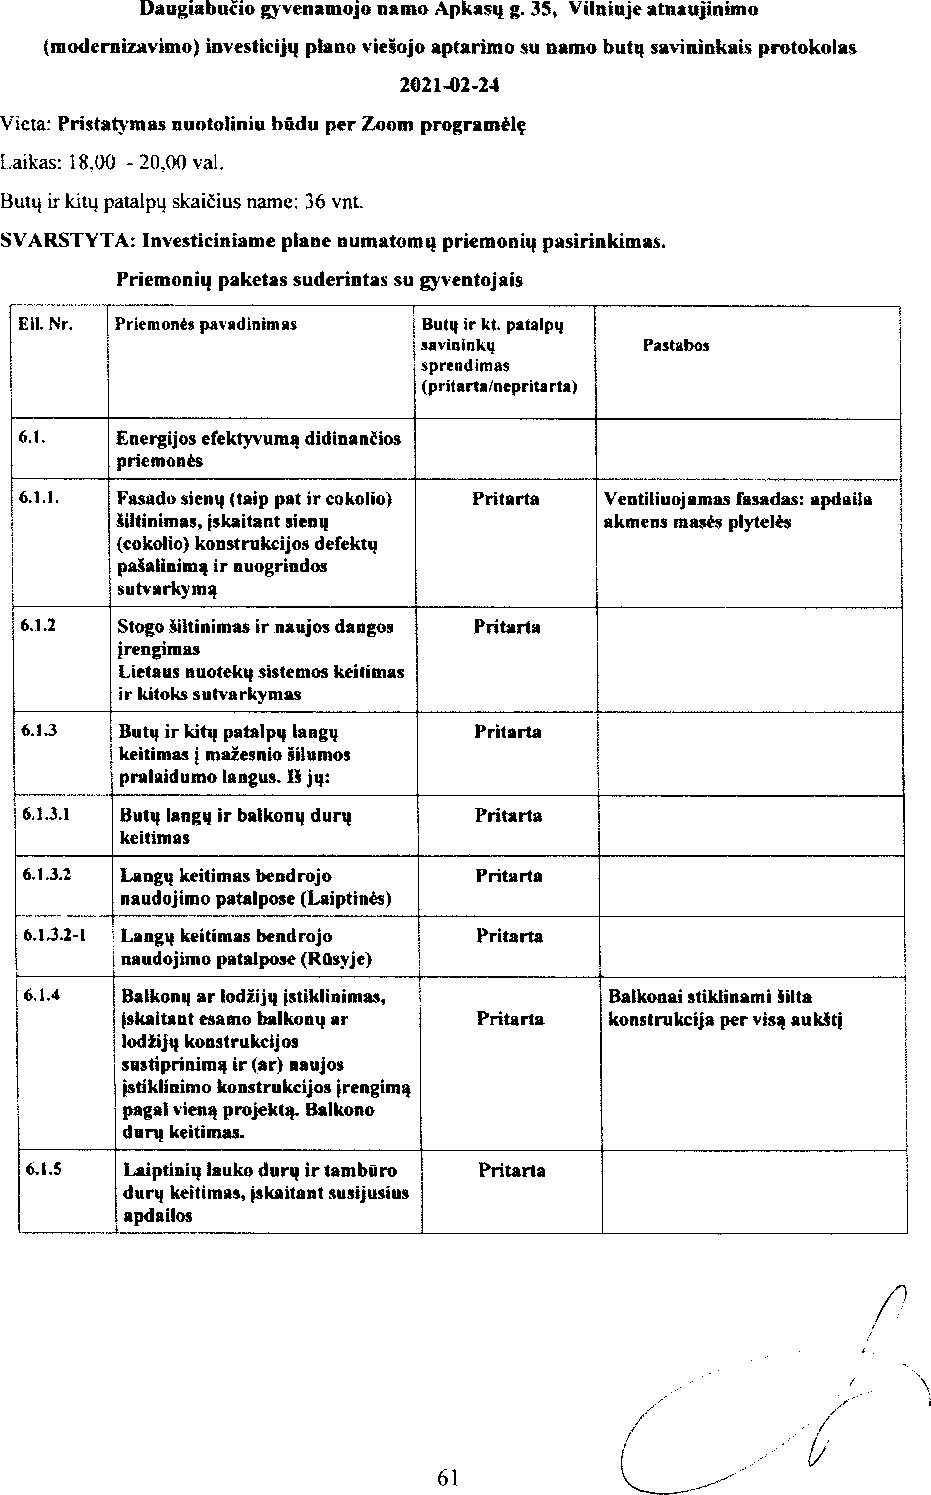 Daugiabučio gyvenamojo namo Apkasų g. 35, Vilniuje atnaujinimo
(modernizavimo) investicijų plano viešojo aptarimo su namo butų savininkais protokolas
2021-02-24
Vieta: Pristatymas nuotoliniu būdu per Zoom programėlę
Laikas: 18,00 - 20,00 val.
Butų ir kitų patalpų skaičius name: 36 vnt.
SVARSTYTA: Investiciniame plane numatomų priemonių pasirinkimas.
Priemonių paketas suderintas su gyventojais
Eil. Nr. Priemonės pavadinimas Butų ir kt. patalpų
savininkų Pastabos
sprendimas
(pritarta/nepritarta)
6.1. Energijos efektyvumą didinančios
priemonės
6.1.1. Fasado sienų (taip pat ir cokolio) Pritarta Ventiliuojamas fasadas: apdaila
šiltinimas, įskaitant sienų akmens masės plytelės
(cokolio) konstrukcijos defektų
pašalinimą ir nuogrindos
sutvarkymą
6.1.2 Stogo šiltinimas ir naujos dangos Pritarta
įrengimas
Lietaus nuotekų sistemos keitimas
ir kitoks sutvarkymas
6.1.3 Butų ir kitų patalpų langų Pritarta
keitimas į mažesnio šilumos
pralaidumo langus. Iš jų:
6.1.3.1 Butų langų ir balkonų durų Pritarta
keitimas
6.1.3.2 Langų keitimas bendrojo Pritarta
naudojimo patalpose (Laiptinės)
6.1.3.2-1 Langų keitimas bendrojo Pritarta
naudojimo patalpose (Rūsyje)
6.1.4 Balkonų ar lodžijų įstiklinimas, Balkonai stiklinami šilta
įskaitant esamo balkonų ar Pritarta konstrukcija per visą aukštį
lodžijų konstrukcijos
sustiprinimą ir (ar) naujos
įstiklinimo konstrukcijos įrengimą
pagal vieną projektą. Balkono
durų keitimas.
6.1.5 Laiptinių lauko durų ir tambūro Pritarta
durų keitimas, įskaitant susijusius
apdailos
61